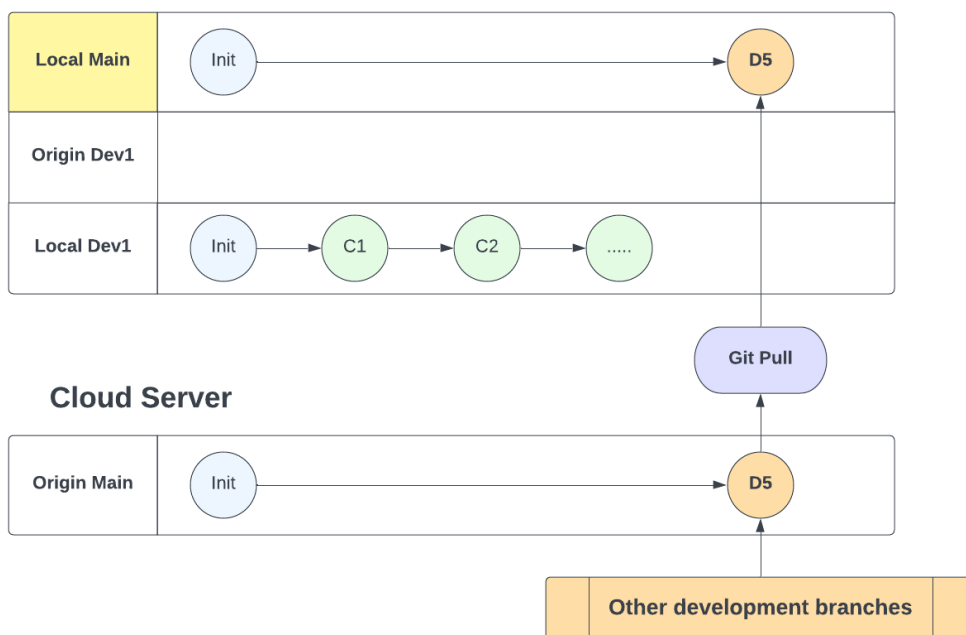 Local Main
Init
D5
Origin Dev1
Local Dev1
Init
C1
C2
.....
Git Pull
Cloud Server
Origin Main
Init
D5
Other development branches